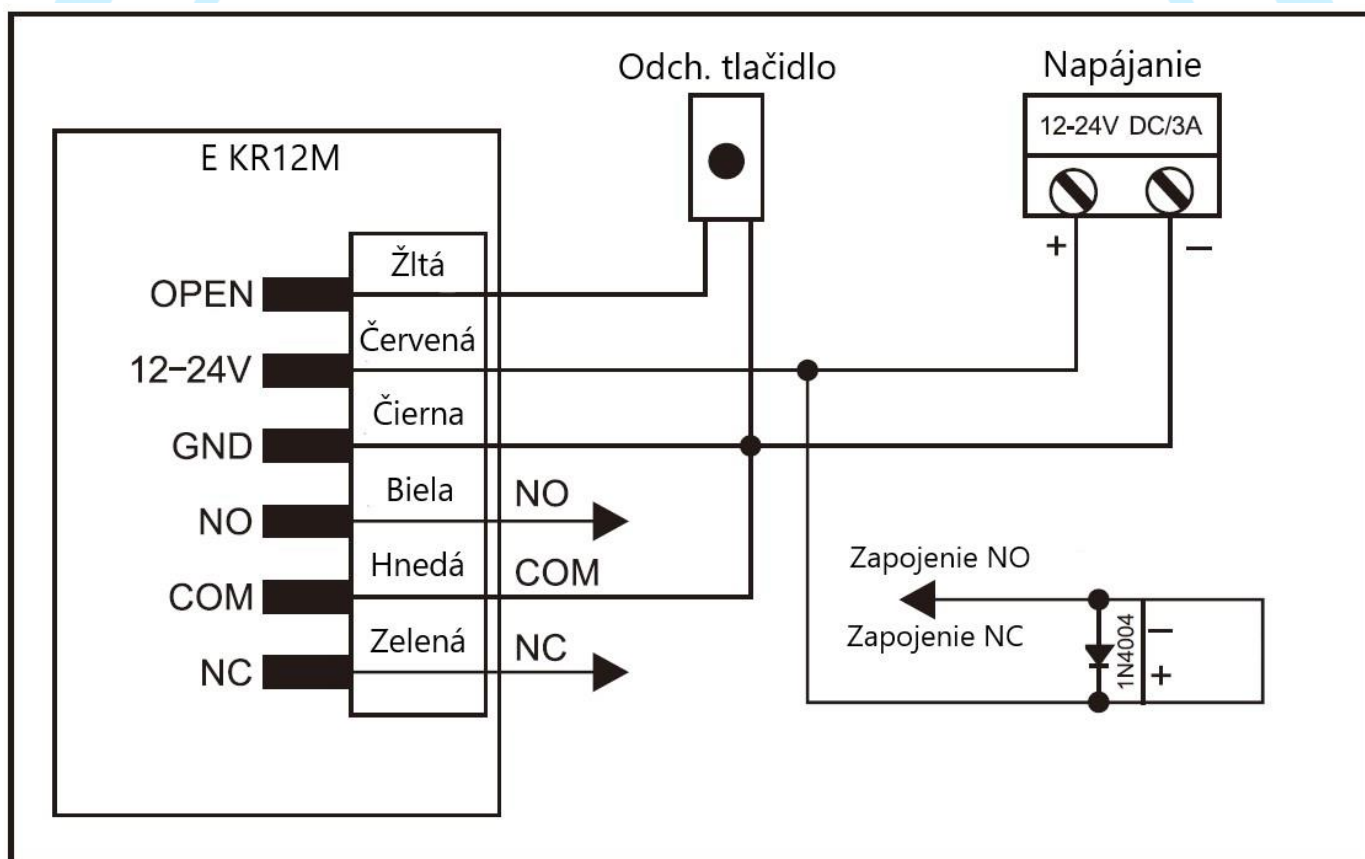 Odch. tlačidlo
Napájanie
12-24V DC/3A
+
−
E KR12M
OPEN
Žltá
12−24V
Červená
GND
Čierna
NO
Biela
NO
COM
Hnedá
COM
NC
Zelená
NC
Zapojenie NO
Zapojenie NC
1N4004
−
+